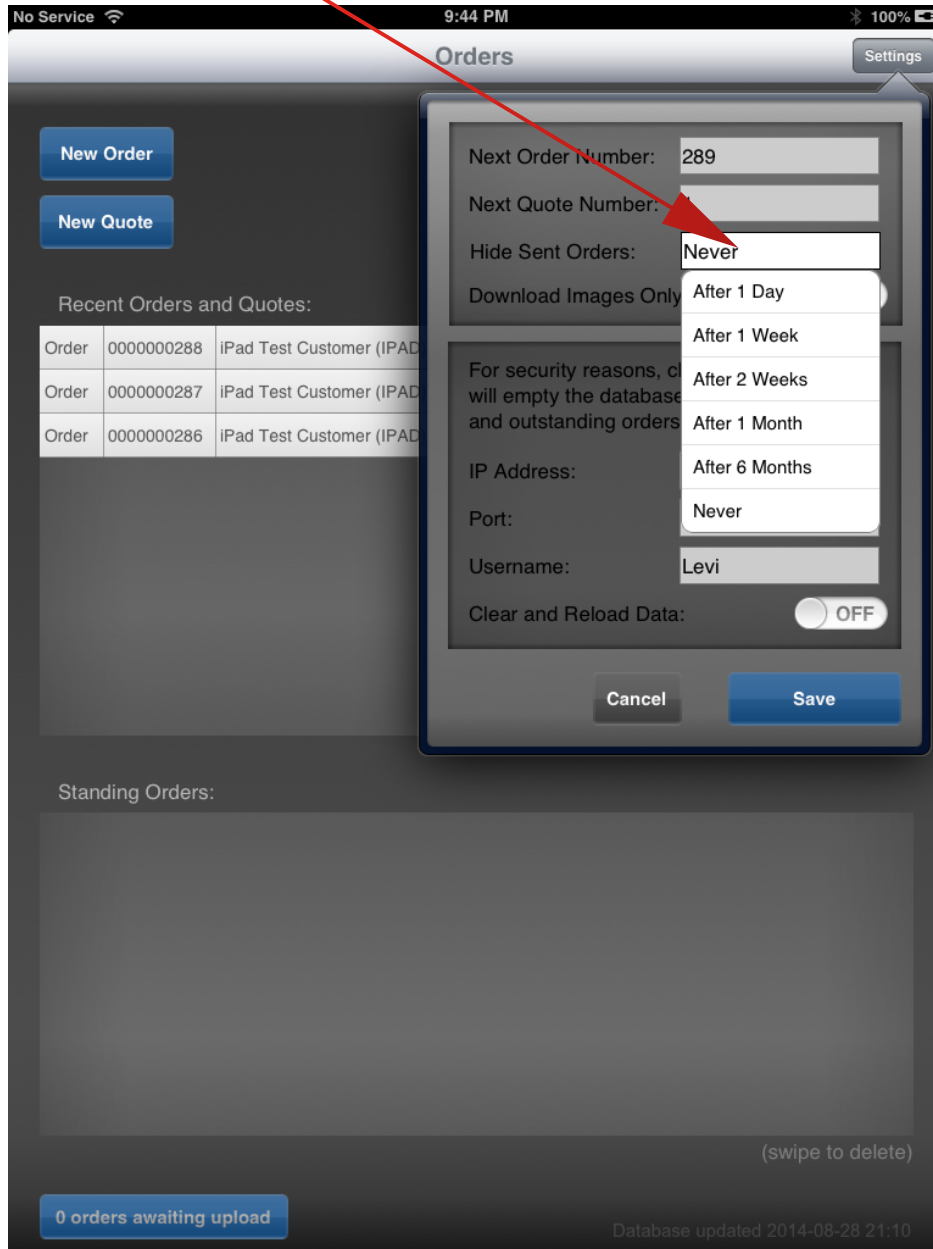 No Service 9:44 PM 100%
Orders
Settings
New Order
New Quote
Recent Orders and Quotes:
Order 0000000288 iPad Test Customer (IPAD
Order 0000000287 iPad Test Customer (IPAD
Order 0000000286 iPad Test Customer (IPAD
Next Order Number: 289
Next Quote Number:
Hide Sent Orders: Never
After 1 Day
After 1 Week
After 2 Weeks
After 1 Month
After 6 Months
Never
Download Images Only
For security reasons,
will empty the database
and outstanding orders
IP Address:
Port:
Username: Levi
Clear and Reload Data: OFF
Cancel
Save
Standing Orders:
(swipe to delete)
0 orders awaiting upload
Database updated 2014-08-28 21:10